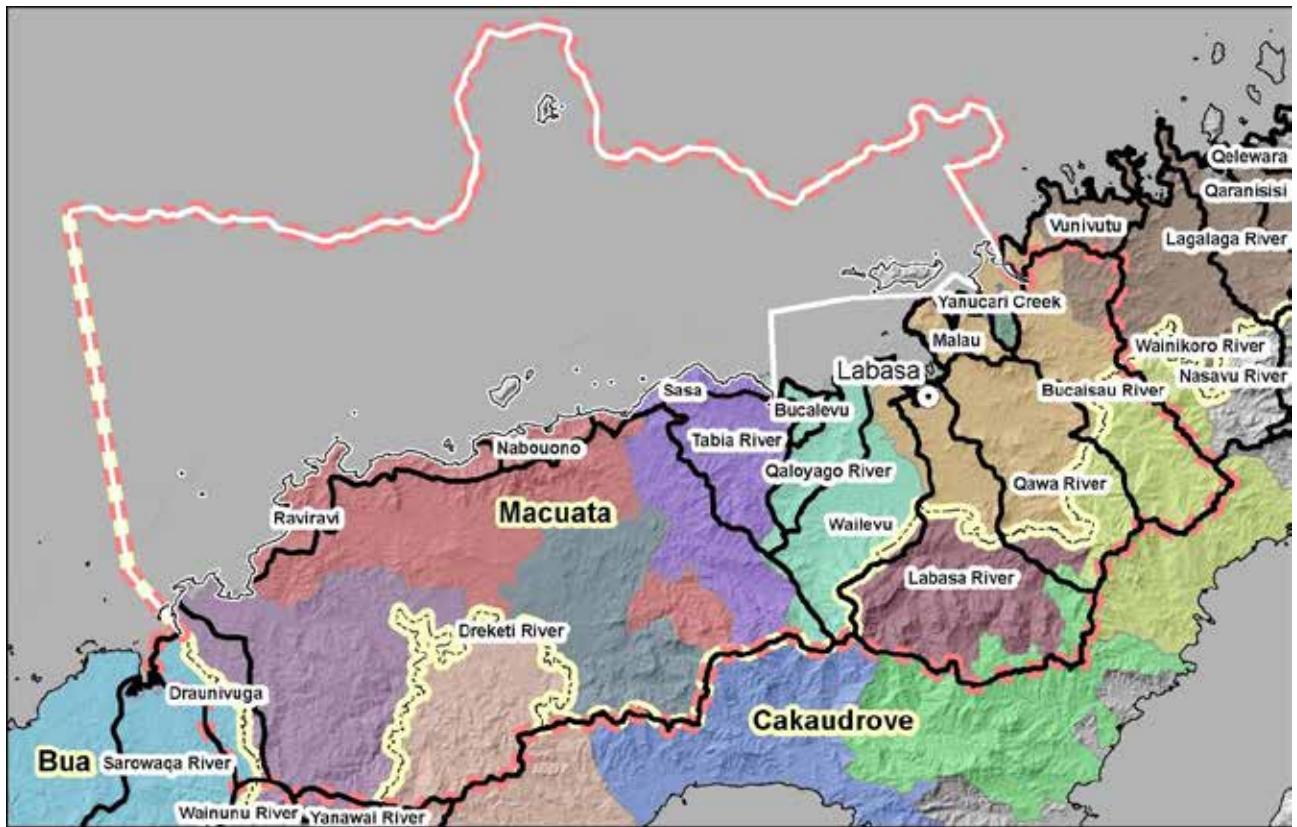 Qelewara
Qaranisisi
Vunivutu
Lagalaga River
Yanucari Creek
Malau
Wainikoro River
Labasa
Nasavu River
Sasa
Bucaisau River
Bucalevu
Nabouono
Tabia River
Qaloyago River
Qawa River
Raviravi
Macuata
Wailevu
Labasa River
Dreketi River
Draunivuga
Cakaudrove
Bua
Sarowaqa River
Wainunu River
Yanawai River